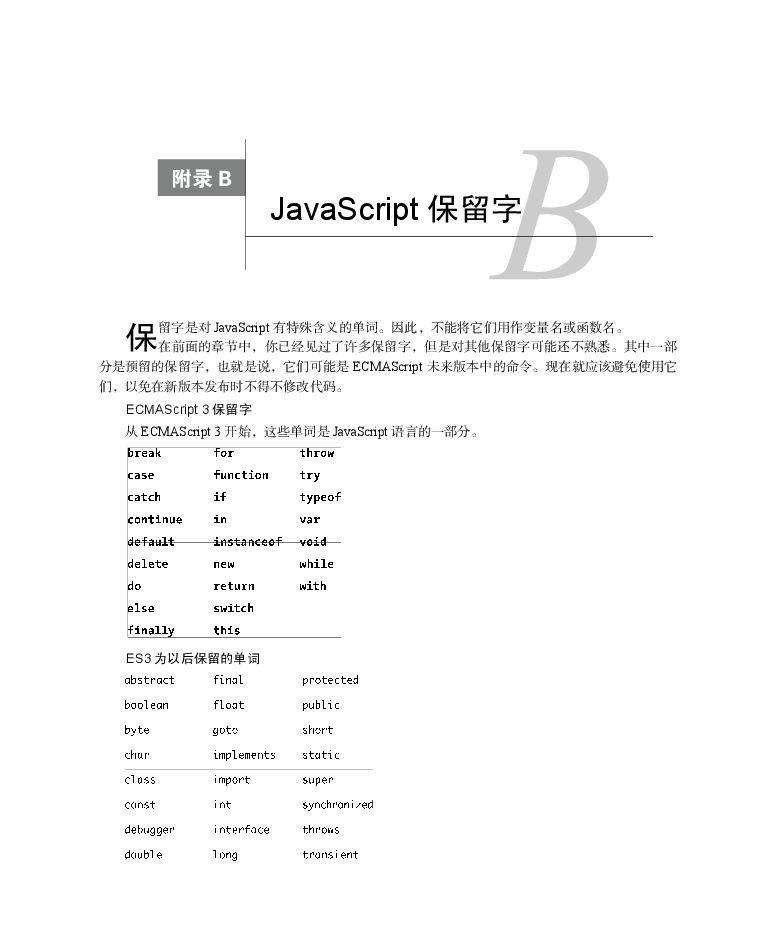 附录 B
B
JavaScript 保留字
保留字是对 JavaScript 有特殊含义的单词。因此，不能将它们用作变量名或函数名。
在前面的章节中，你已经见过了许多保留字，但是对其他保留字可能还不熟悉。其中一部
分是预留的保留字，也就是说，它们可能是 ECMAScript 未来版本中的命令。现在就应该避免使用它
们，以免在新版本发布时不得不修改代码。
ECMAScript 3 保留字
从 ECMAScript 3 开始，这些单词是 JavaScript 语言的一部分。
break for throw
case function try
catch if typeof
continue in var
default instanceof void
delete new while
do return with
else switch
finally this
ES3 为以后保留的单词
abstract final protected
boolean float public
byte goto short
char implements static
class import super
const int synchronized
debugger interface throws
double long transient